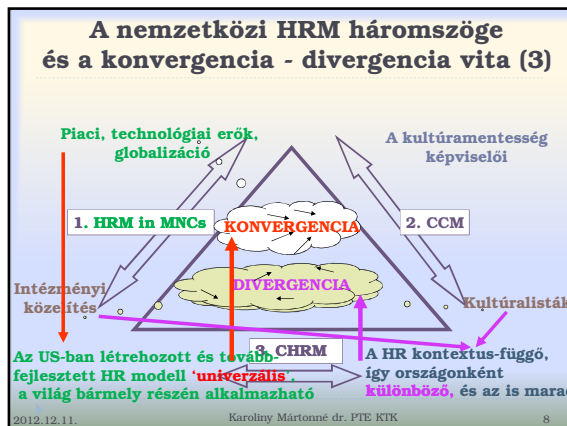 A nemzetközi HRM háromszöge
és a konvergencia - divergencia vita (3)
Piaci, technológiai erők,
globalizáció
A kultúramentesség
képviselői
1. HRM in MNCs
KONVERGENCIA
2. CCM
DIVERGENCIA
Intézményi
közelítés
Kultúralisták
3. CHRM
Az US-ban létrehozott és tovább-
fejlesztett HR modell ‘univerzális’,
a világ bármely részén alkalmazható
A HR kontextus-függő,
így országonként
különböző, és az is marad
2012.12.11.
Karoliny Mártonné dr. PTE KTK
8